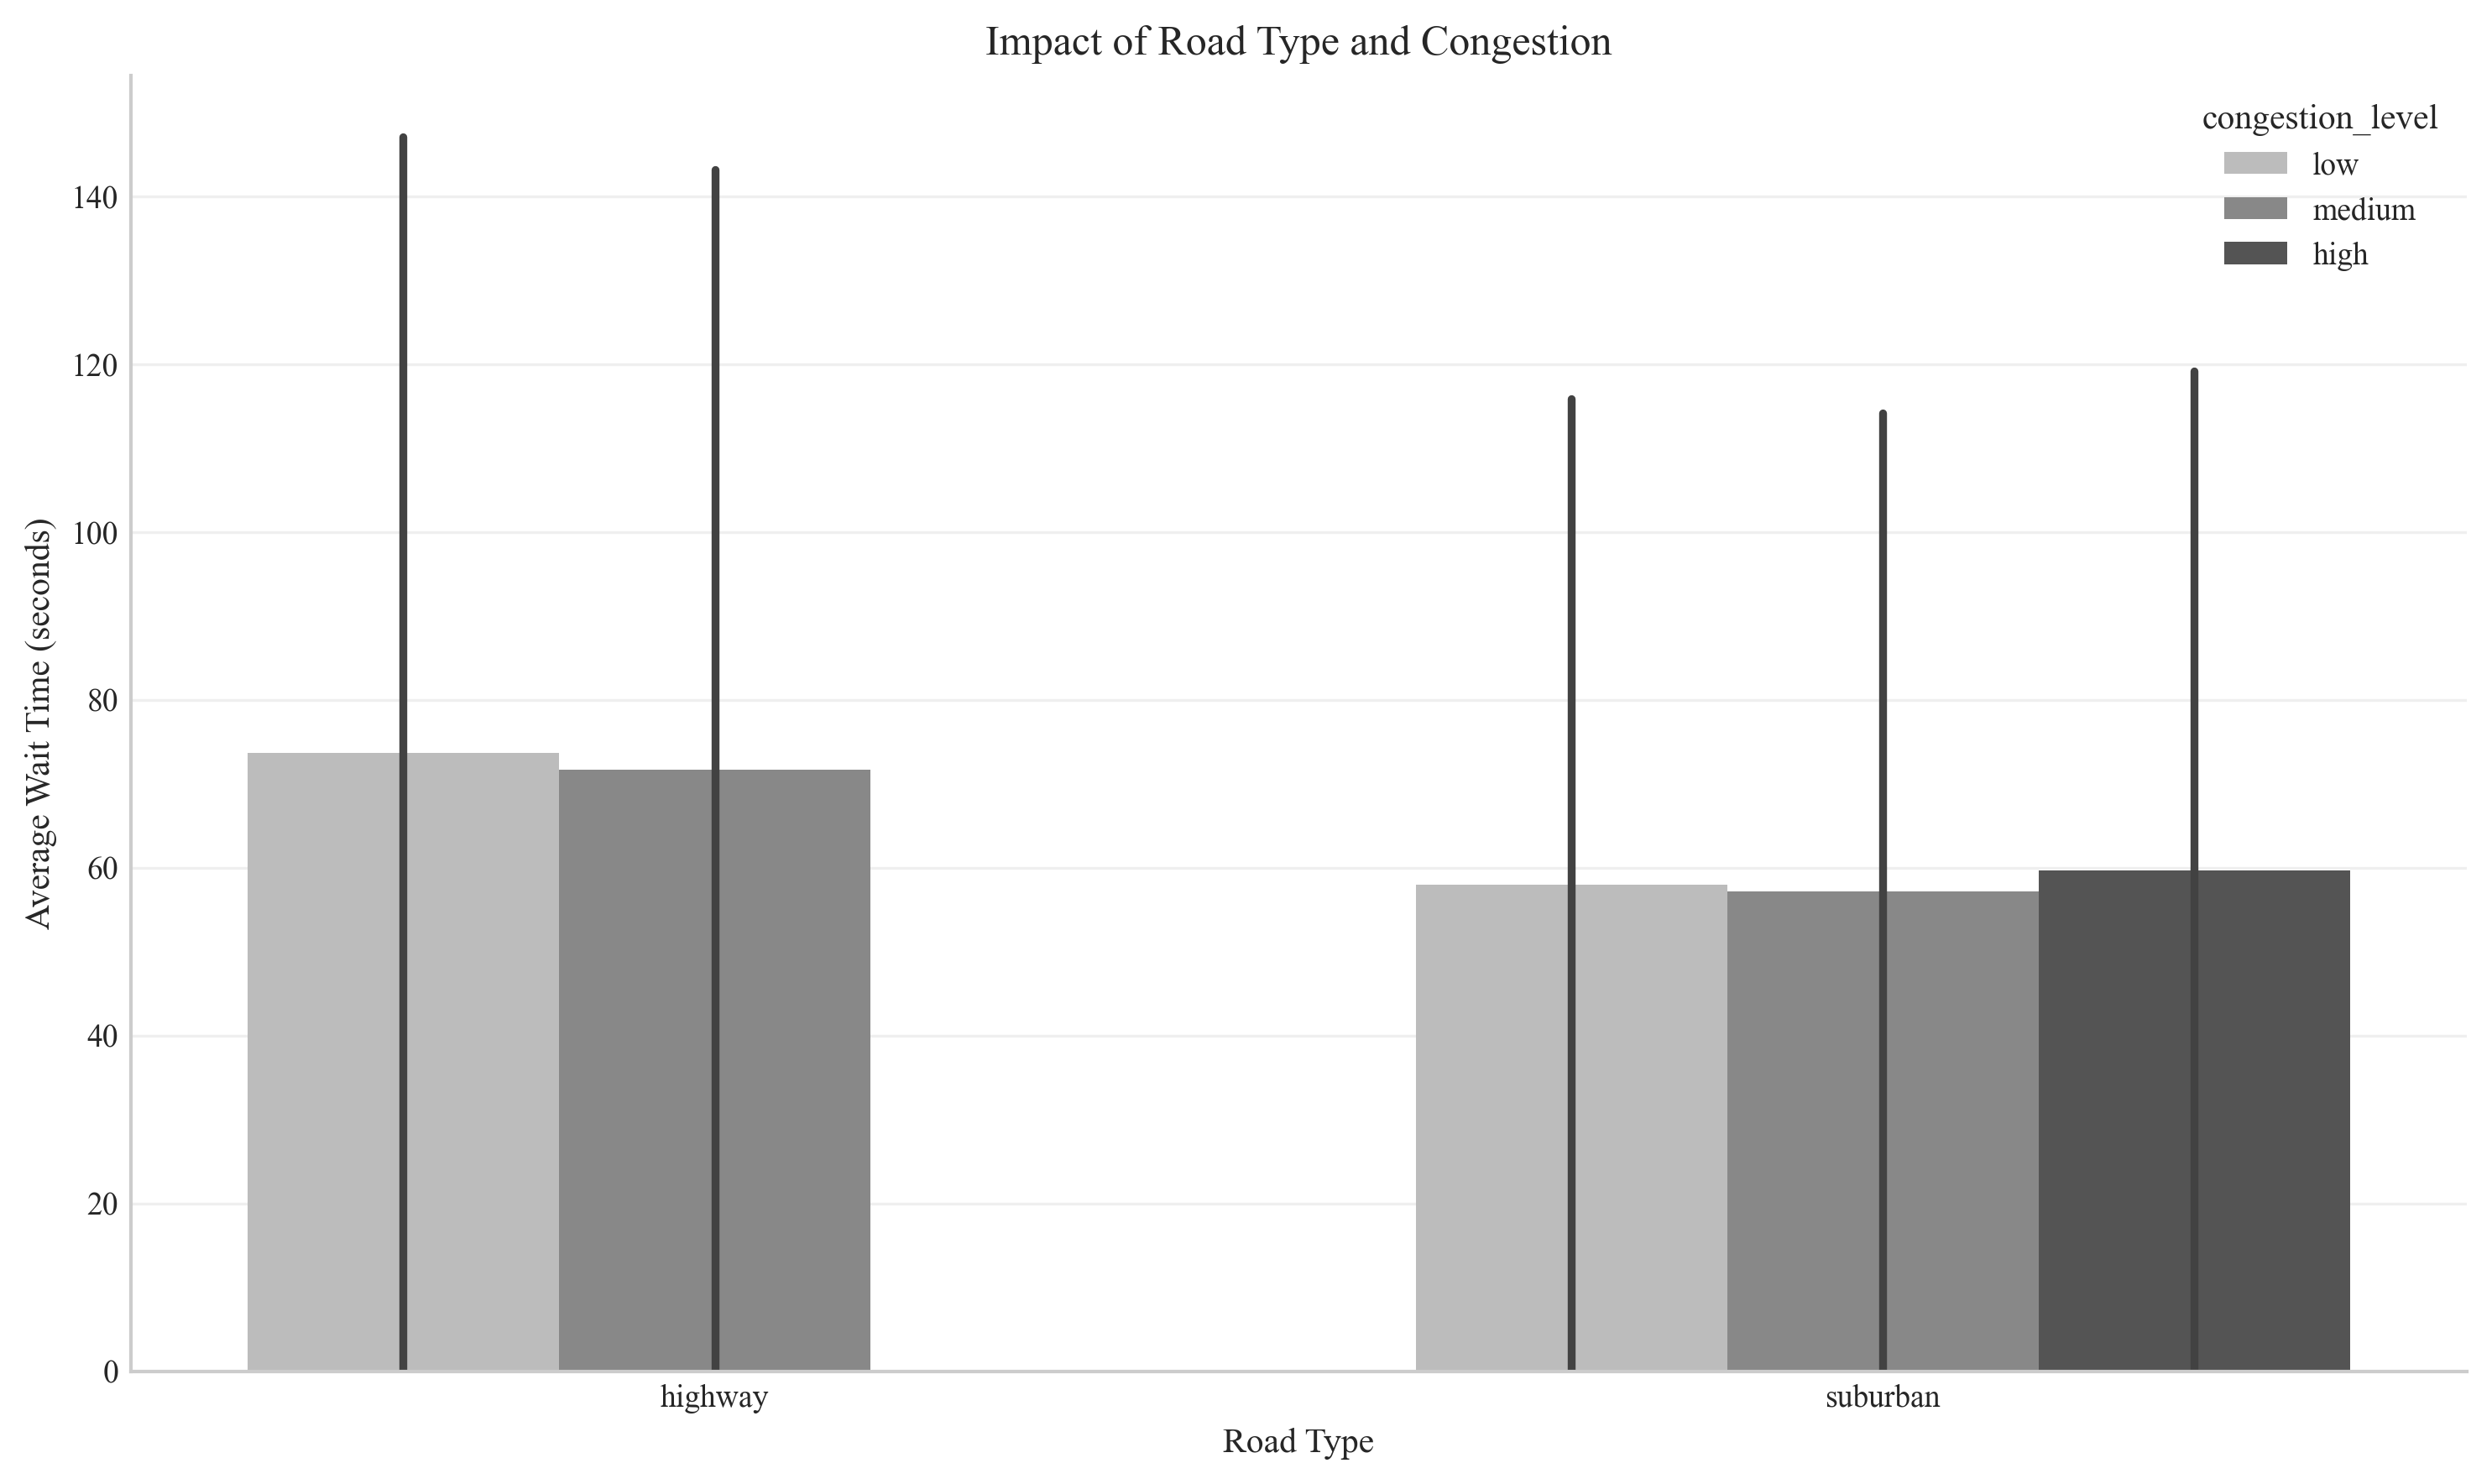 Impact of Road Type and Congestion
congestion_level
low
medium
high
Average Wait Time (seconds)
140
120
100
80
60
40
20
0
highway
suburban
Road Type